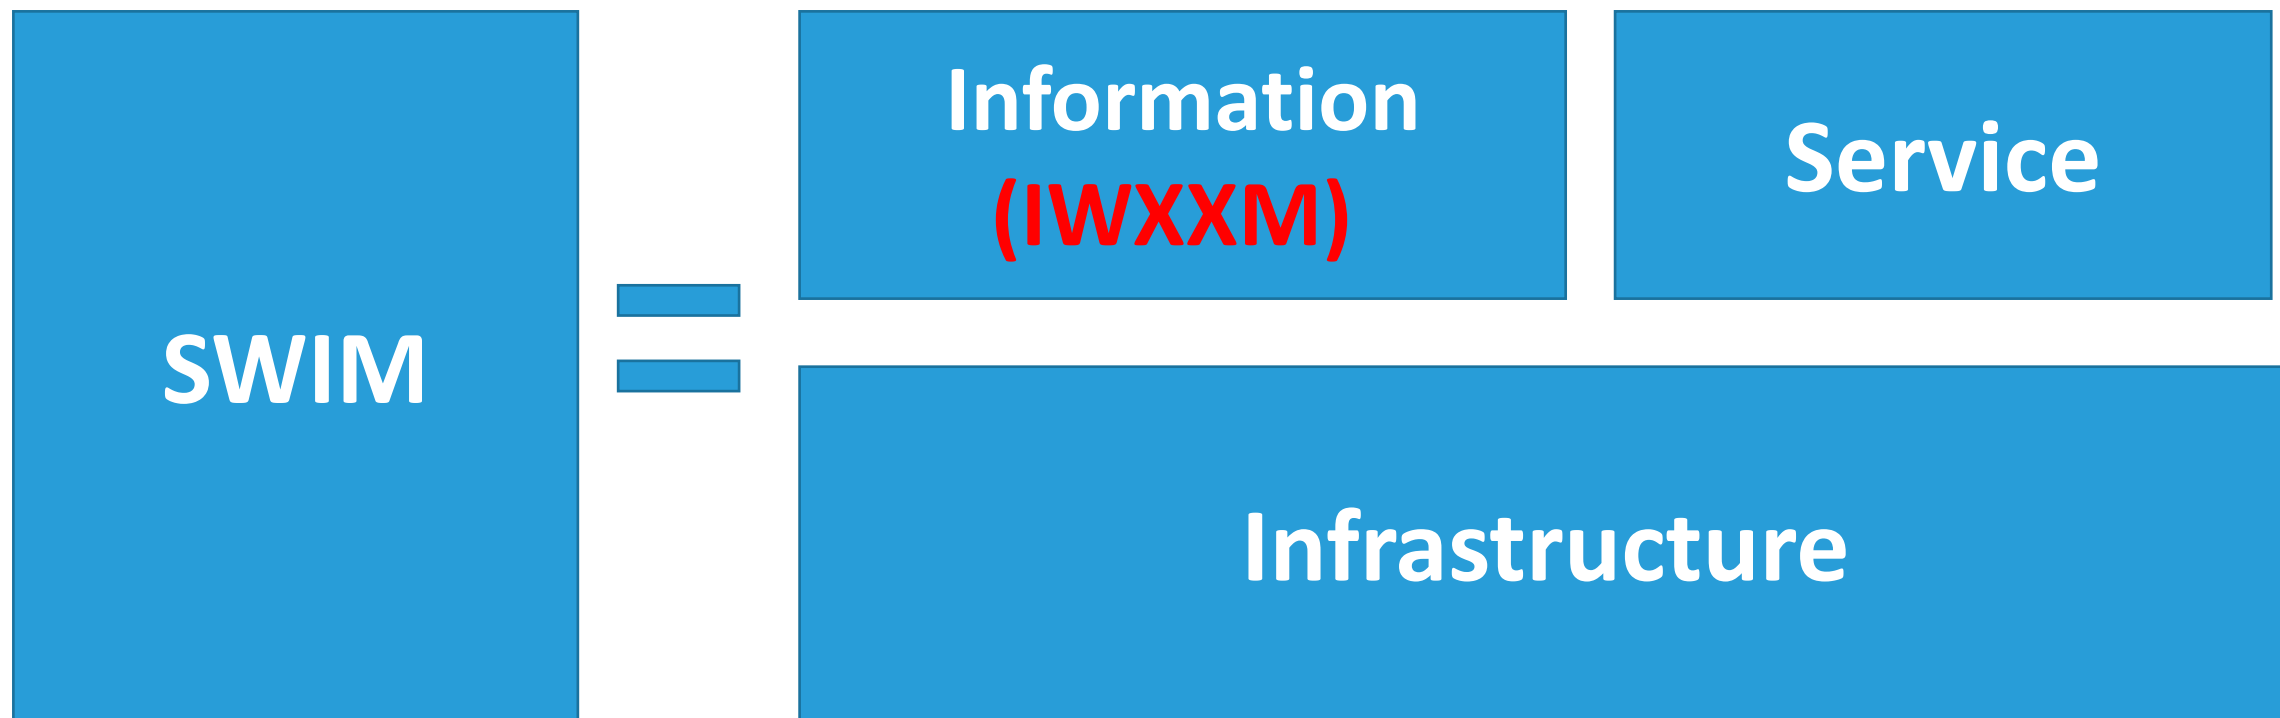 SWIM
Information
(IWXXM)
Service
Infrastructure